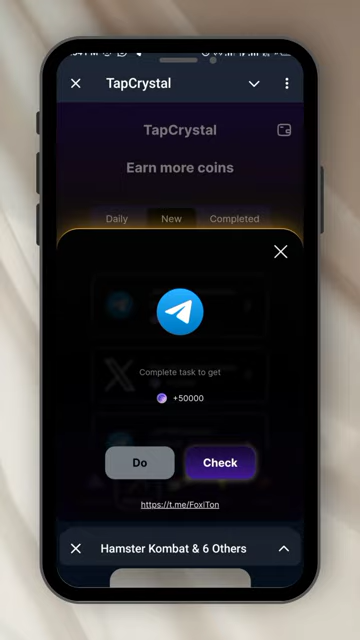 TapCrystal
TapCrystal
Earn more coins
Daily New Completed
Complete task to get
+50000
Do Check
https://t.me/FoxiTon
Hamster Kombat & 6 Others